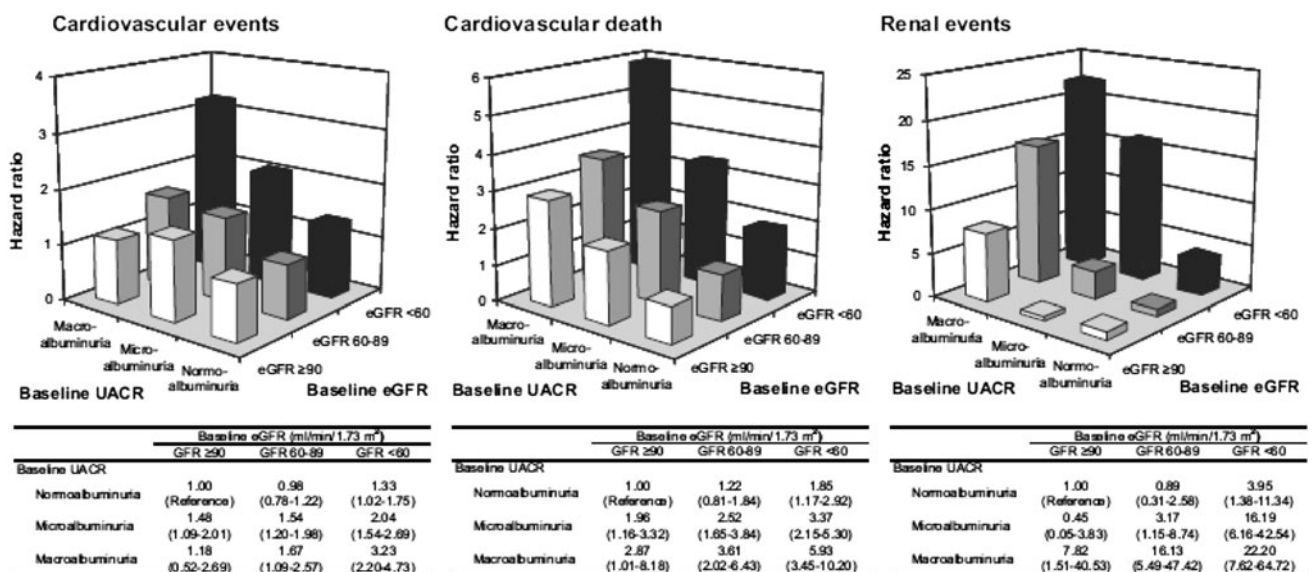 Cardiovascular events
4
3
2
1
0
Hazard ratio
Macro-
albuminuria
Micro-
albuminuria
Normo-
albuminuria
eGFR <60
eGFR 60-89
eGFR ≥90
Baseline UACR
Baseline eGFR
Baseline eGFR (ml/min/1.73 m²)
GFR ≥90 GFR 60-89 GFR <60
Baseline UACR
Normoalbuminuria 1.00 0.98 1.33
(Reference) (0.78-1.22) (1.02-1.75)
Microalbuminuria 1.48 1.54 2.04
(1.09-2.01) (1.20-1.98) (1.54-2.69)
Macroalbuminuria 1.18 1.67 3.23
(0.52-2.69) (1.09-2.57) (2.20-4.73)
Cardiovascular death
6
5
4
3
2
1
0
Hazard ratio
Macro-
albuminuria
Micro-
albuminuria
Normo-
albuminuria
eGFR <60
eGFR 60-89
eGFR ≥90
Baseline UACR
Baseline eGFR
Baseline eGFR (ml/min/1.73 m²)
GFR ≥90 GFR 60-89 GFR <60
Baseline UACR
Normoalbuminuria 1.00 1.22 1.85
(Reference) (0.81-1.84) (1.17-2.92)
Microalbuminuria 1.96 2.52 3.37
(1.16-3.32) (1.65-3.84) (2.15-5.30)
Macroalbuminuria 2.87 3.61 5.93
(1.01-8.18) (2.02-6.43) (3.45-10.20)
Renal events
25
20
15
10
5
0
Hazard ratio
Macro-
albuminuria
Micro-
albuminuria
Normo-
albuminuria
eGFR <60
eGFR 60-89
eGFR ≥90
Baseline UACR
Baseline eGFR
Baseline eGFR (ml/min/1.73 m²)
GFR ≥90 GFR 60-89 GFR <60
Baseline UACR
Normoalbuminuria 1.00 0.89 3.95
(Reference) (0.31-2.58) (1.38-11.34)
Microalbuminuria 0.45 3.17 16.19
(0.05-3.83) (1.15-8.74) (6.16-42.54)
Macroalbuminuria 7.82 16.13 22.20
(1.51-40.53) (5.49-47.42) (7.62-64.72)